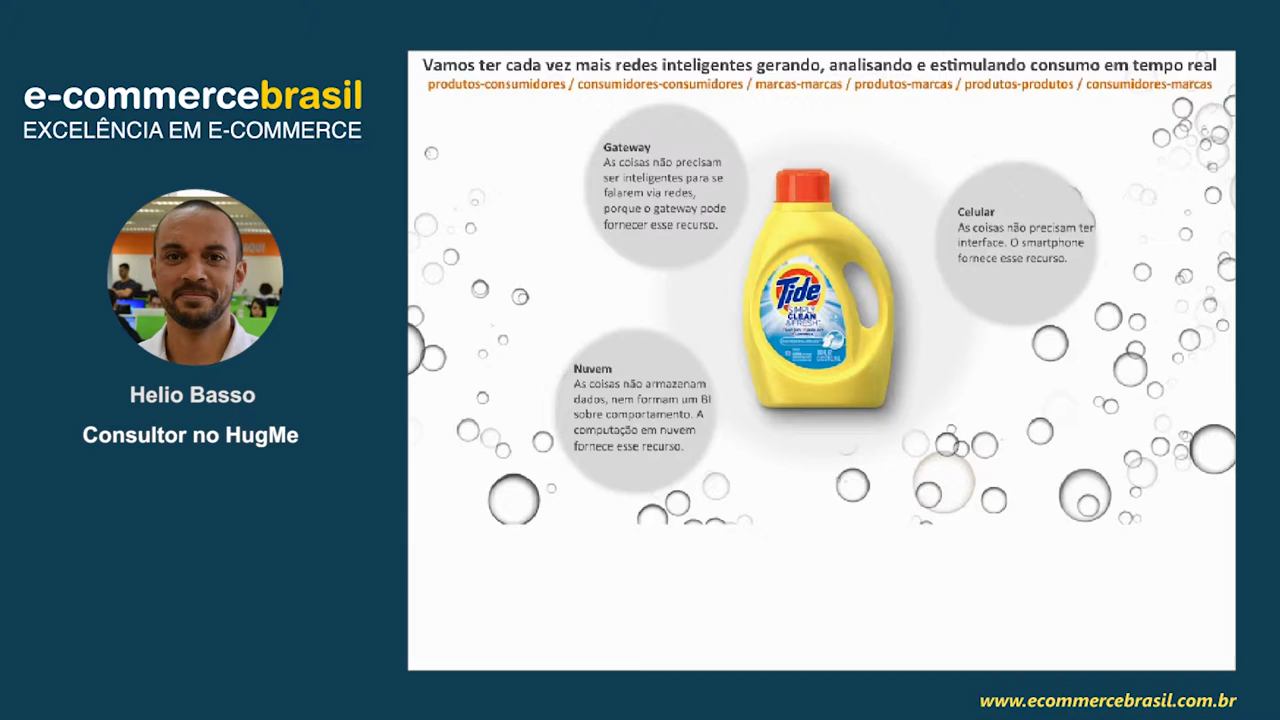 e-commercebrasil
EXCELÊNCIA EM E-COMMERCE
Helio Basso
Consultor no HugMe
Vamos ter cada vez mais redes inteligentes gerando, analisando e estimulando consumo em tempo real
produtos-consumidores / consumidores-consumidores / marcas-marcas / produtos-marcas / produtos-produtos / consumidores-marcas
Gateway
As coisas não precisam
ser inteligentes para se
falarem via redes,
porque o gateway pode
fornecer esse recurso.
Celular
As coisas não precisam ter
interface. O smartphone
fornece esse recurso.
Tide
SIMPLY
CLEAN
&FRESH
Nuvem
As coisas não armazenam
dados, nem formam um BI
sobre comportamento. A
computação em nuvem
fornece esse recurso.
www.ecommercebrasil.com.br